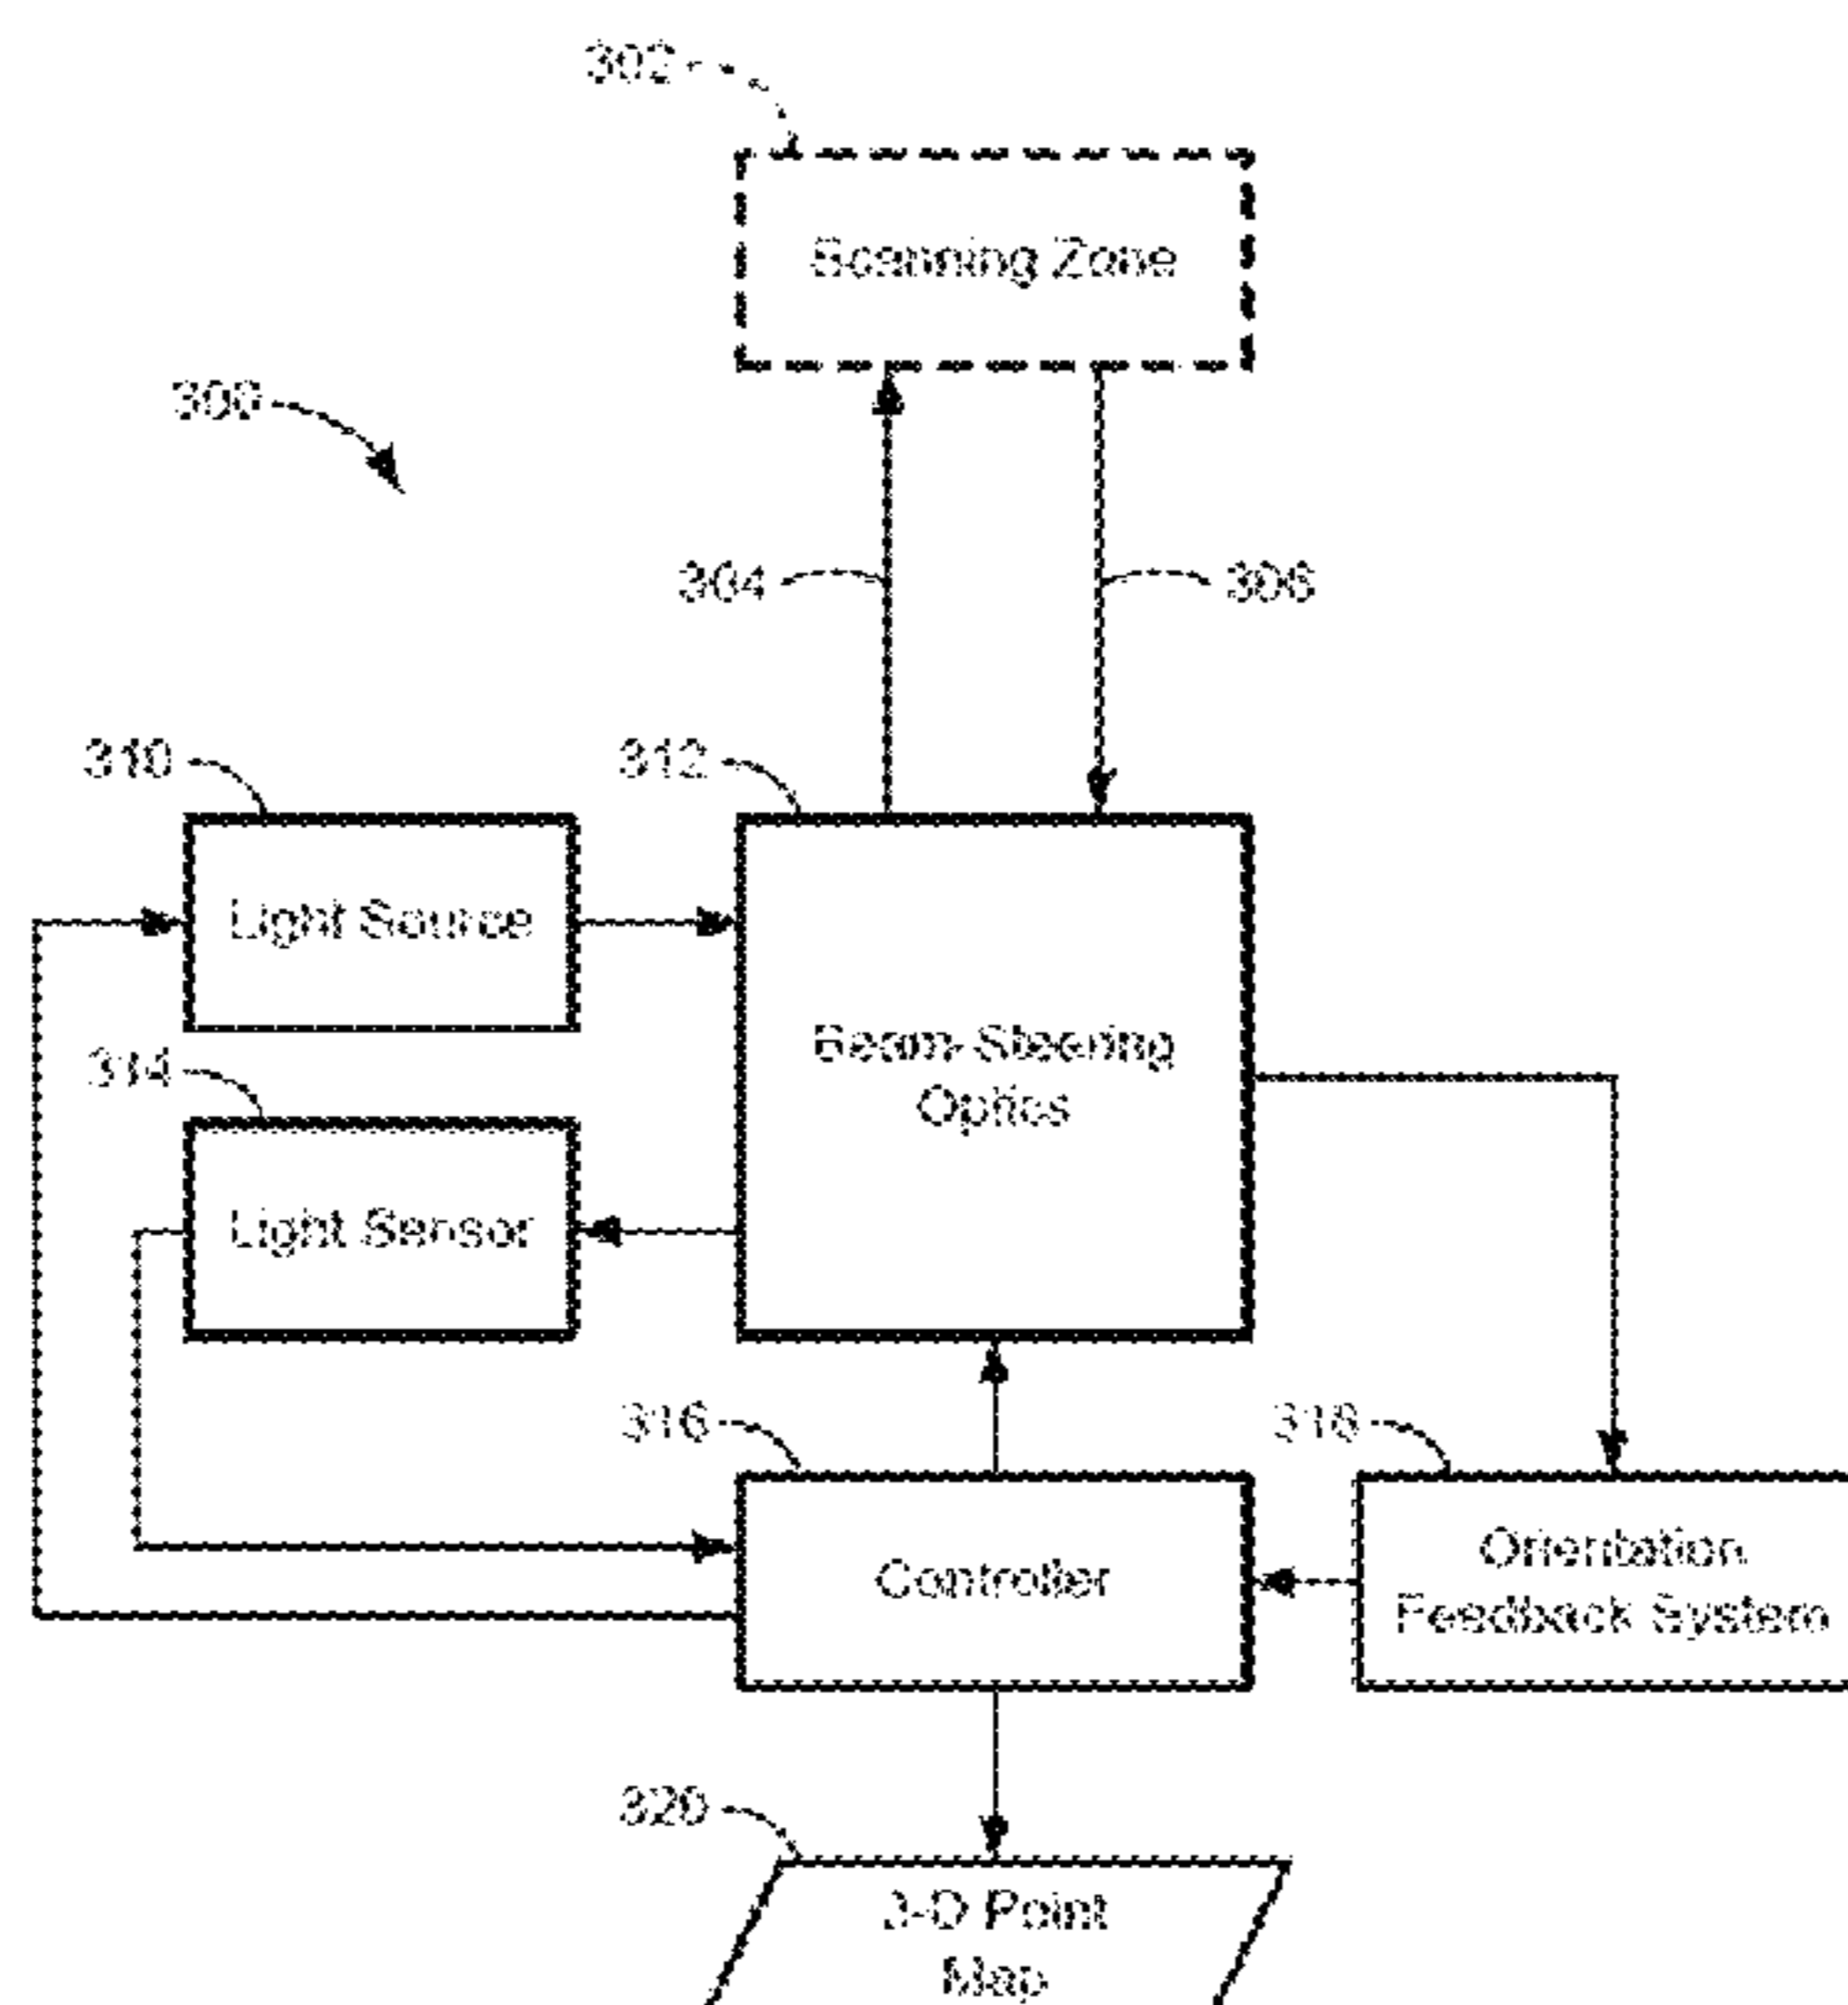 302
Scanning Zone
300
304
306
310
312
Light Source
Beam-Steering
Optics
314
Light Sensor
316
318
Controller
Orientation
Feedback System
320
3-D Point
Map